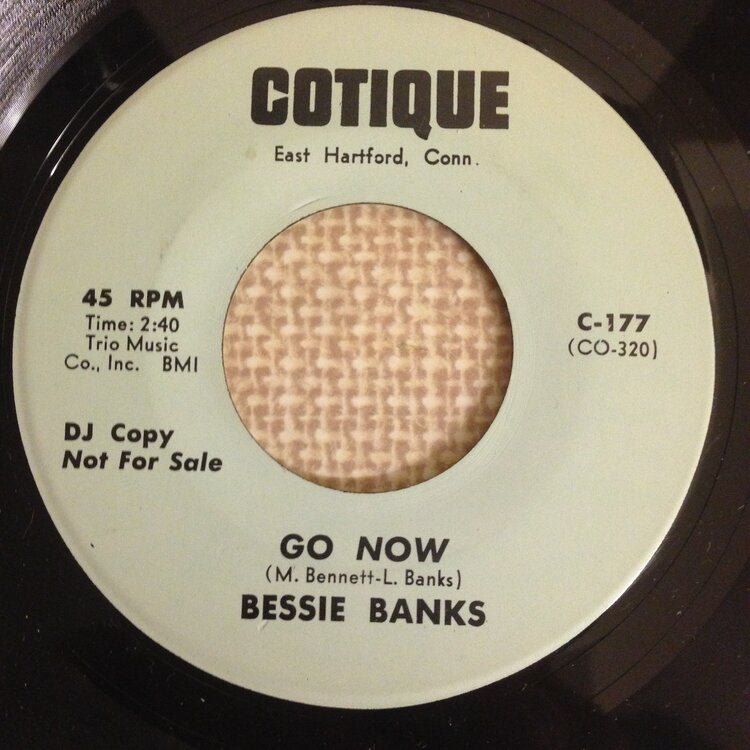 COTIQUE
East Hartford, Conn.
45 RPM
Time: 2:40
Trio Music
Co., Inc. BMI
C-177
(CO-320)
DJ Copy
Not For Sale
GO NOW
(M. Bennett-L. Banks)
BESSIE BANKS